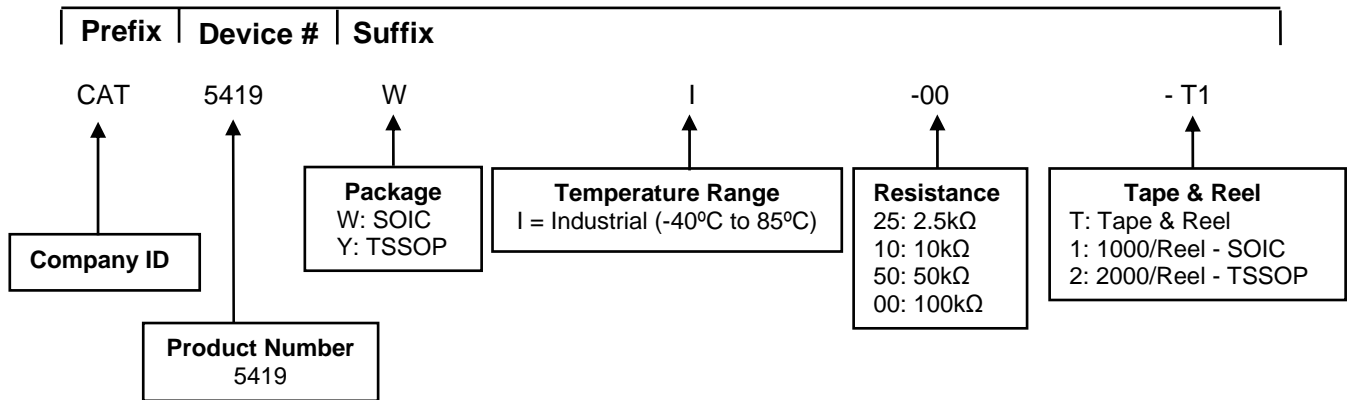 Prefix Device # Suffix
CAT 5419 W I -00 - T1
Package
W: SOIC
Y: TSSOP
Temperature Range
I = Industrial (-40ºC to 85ºC)
Resistance
25: 2.5kΩ
10: 10kΩ
50: 50kΩ
00: 100kΩ
Tape & Reel
T: Tape & Reel
1: 1000/Reel - SOIC
2: 2000/Reel - TSSOP
Company ID
Product Number
5419